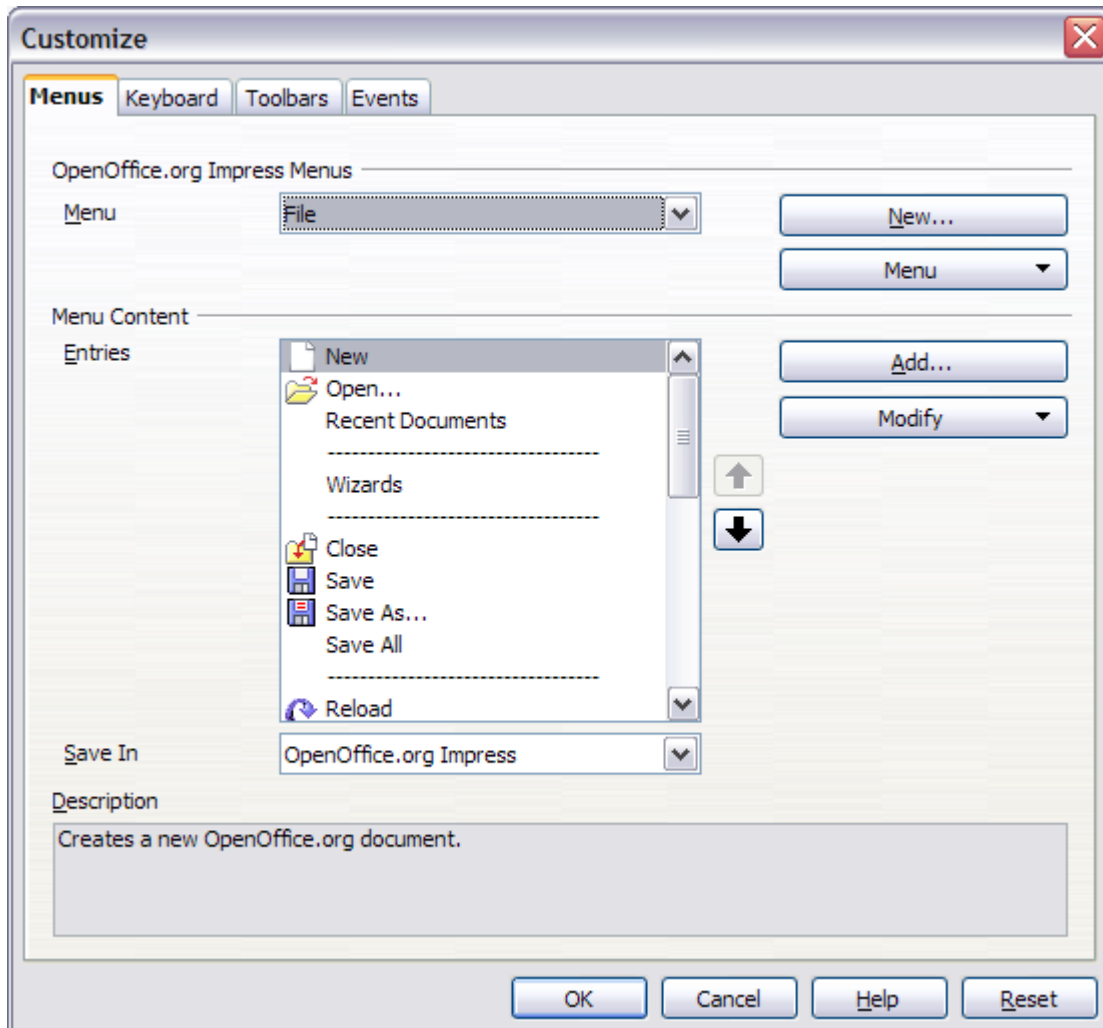 Customize
Menus Keyboard Toolbars Events
OpenOffice.org Impress Menus
Menu File New...
Menu
Menu Content
Entries New Add...
Open...
Recent Documents Modify
----------------------------------
Wizards
----------------------------------
Close
Save
Save As...
Save All
----------------------------------
Reload
Save In OpenOffice.org Impress
Description
Creates a new OpenOffice.org document.
OK Cancel Help Reset